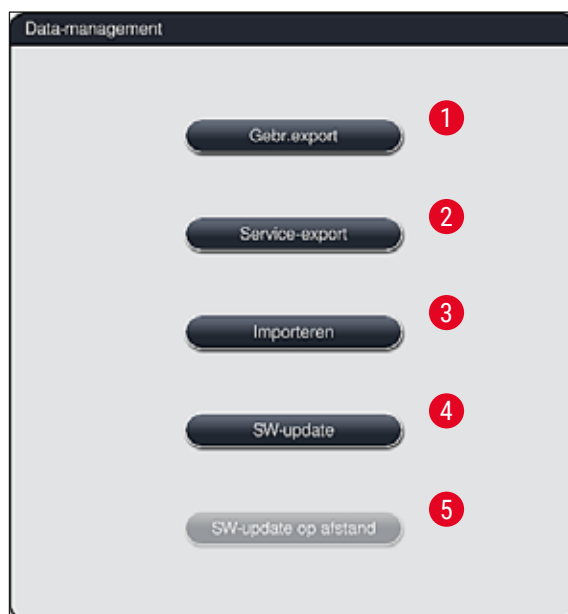 Data-management
Gebr.export
1
Service-export
2
Importeren
3
SW-update
4
SW-update op afstand
5